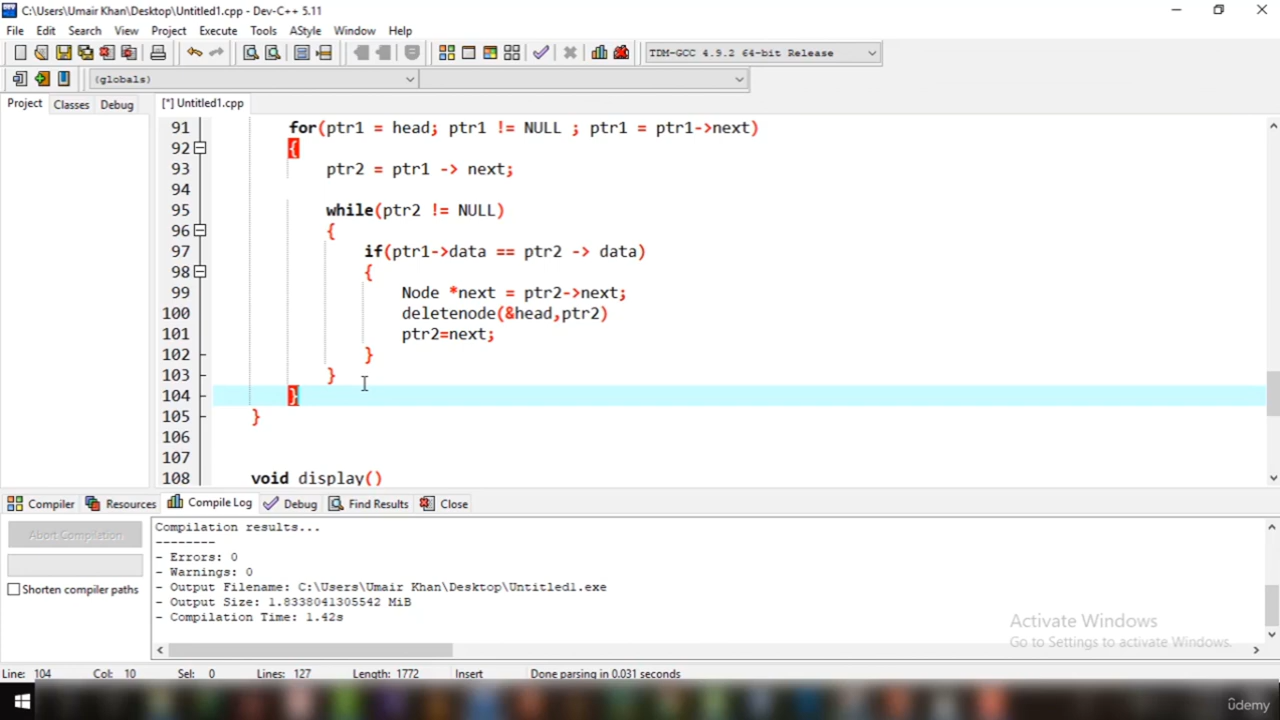 C:\Users\Umair Khan\Desktop\Untitled1.cpp - Dev-C++ 5.11
File Edit Search View Project Execute Tools AStyle Window Help
TDM-GCC 4.9.2 64-bit Release
(globals)
Project Classes Debug [*] Untitled1.cpp
91 for(ptr1 = head; ptr1 != NULL ; ptr1 = ptr1->next)
92 {
93 ptr2 = ptr1 -> next;
94
95 while(ptr2 != NULL)
96 {
97 if(ptr1->data == ptr2 -> data)
98 {
99 Node *next = ptr2->next;
100 deletenode(&head,ptr2)
101 ptr2=next;
102 }
103 }
104 }
105 }
106
107
108 void display()
Compiler Resources Compile Log Debug Find Results Close
Abort Compilation
Shorten compiler paths
Compilation results...
--------
- Errors: 0
- Warnings: 0
- Output Filename: C:\Users\Umair Khan\Desktop\Untitled1.exe
- Output Size: 1.8338041305542 MiB
- Compilation Time: 1.42s
Activate Windows
Go to Settings to activate Windows.
Line: 104 Col: 10 Sel: 0 Lines: 127 Length: 1772 Insert Done parsing in 0.031 seconds
ûdemy